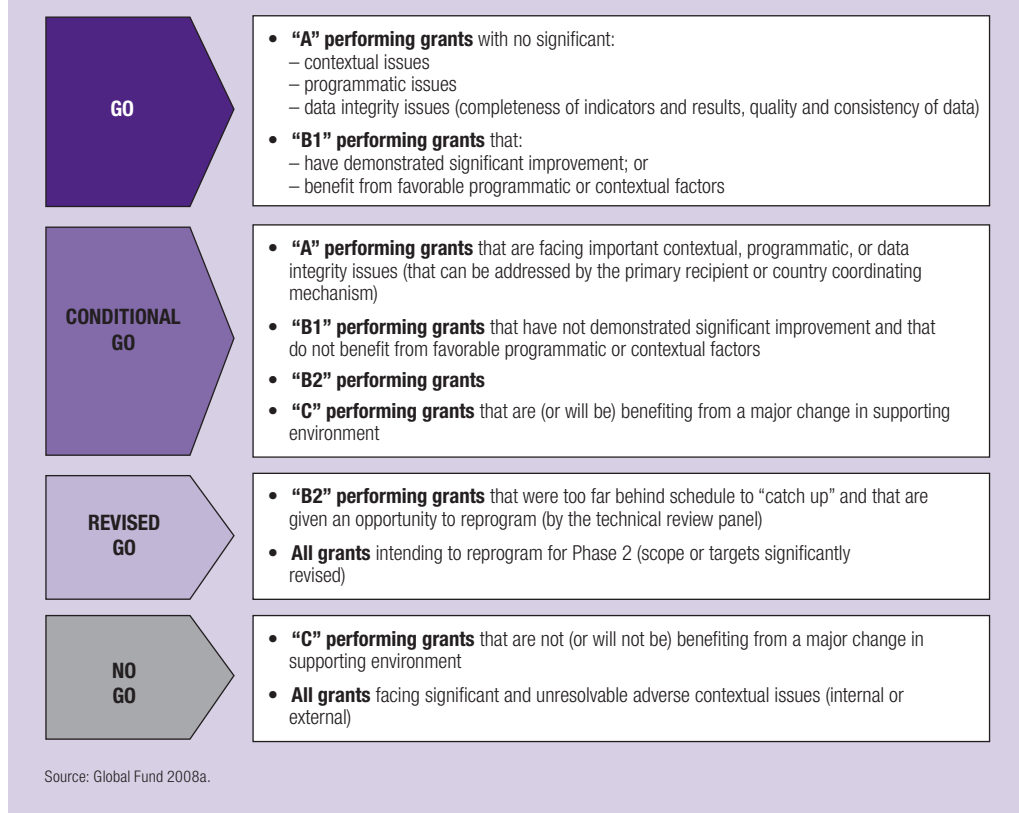 GO
• “A” performing grants with no significant:
– contextual issues
– programmatic issues
– data integrity issues (completeness of indicators and results, quality and consistency of data)
• “B1” performing grants that:
– have demonstrated significant improvement; or
– benefit from favorable programmatic or contextual factors
CONDITIONAL
GO
• “A” performing grants that are facing important contextual, programmatic, or data
integrity issues (that can be addressed by the primary recipient or country coordinating
mechanism)
• “B1” performing grants that have not demonstrated significant improvement and that
do not benefit from favorable programmatic or contextual factors
• “B2” performing grants
• “C” performing grants that are (or will be) benefiting from a major change in supporting
environment
REVISED
GO
• “B2” performing grants that were too far behind schedule to “catch up” and that are
given an opportunity to reprogram (by the technical review panel)
• All grants intending to reprogram for Phase 2 (scope or targets significantly
revised)
NO
GO
• “C” performing grants that are not (or will not be) benefiting from a major change in
supporting environment
• All grants facing significant and unresolvable adverse contextual issues (internal or
external)
Source: Global Fund 2008a.